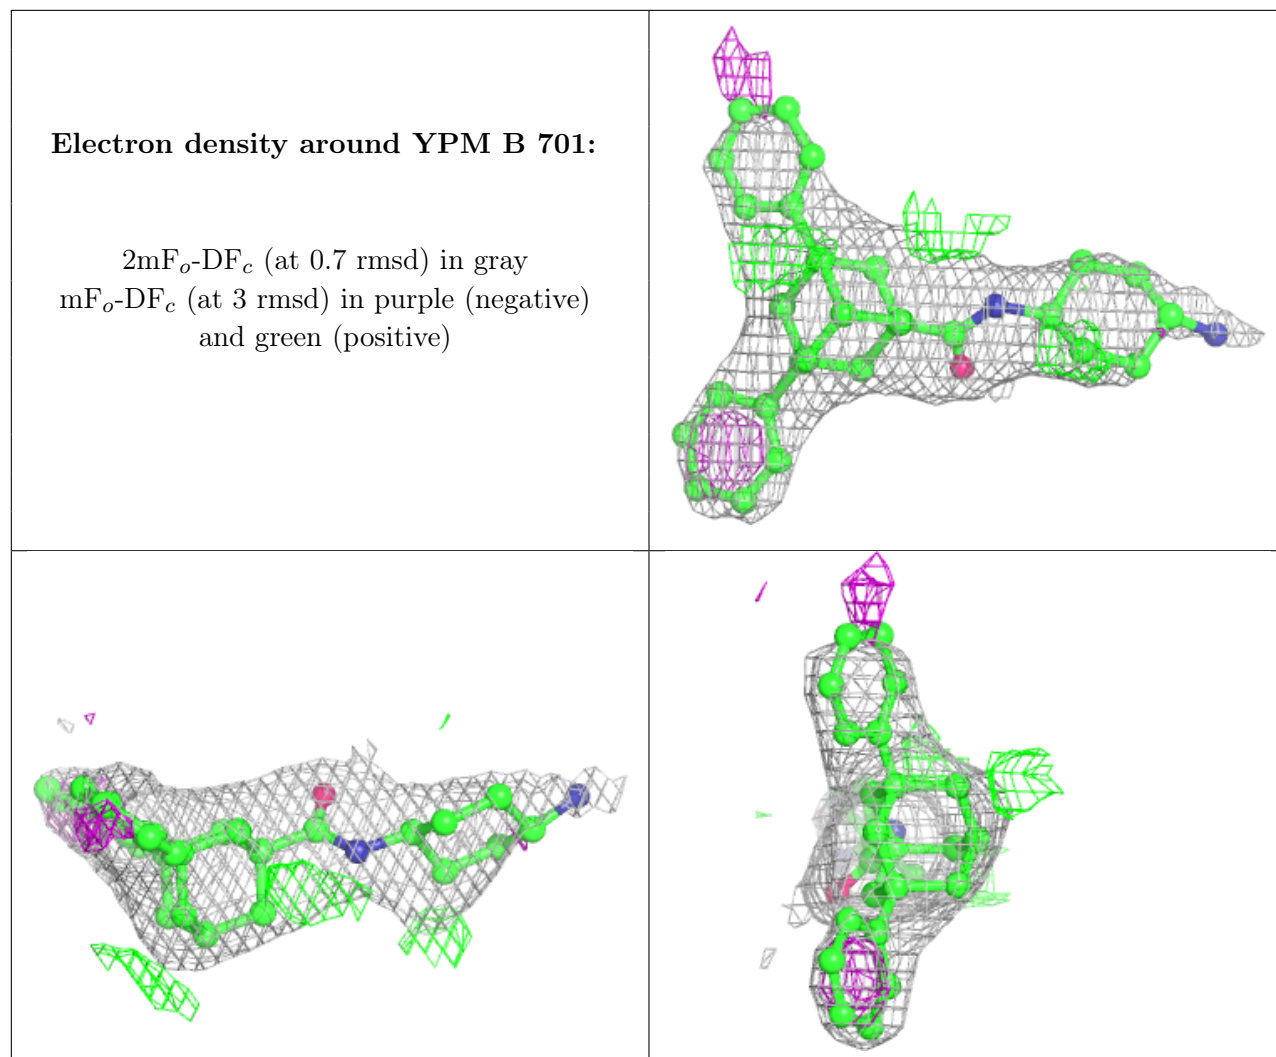 Electron density around YPM B 701:
2mFo-DFc (at 0.7 rmsd) in gray
mFo-DFc (at 3 rmsd) in purple (negative)
and green (positive)